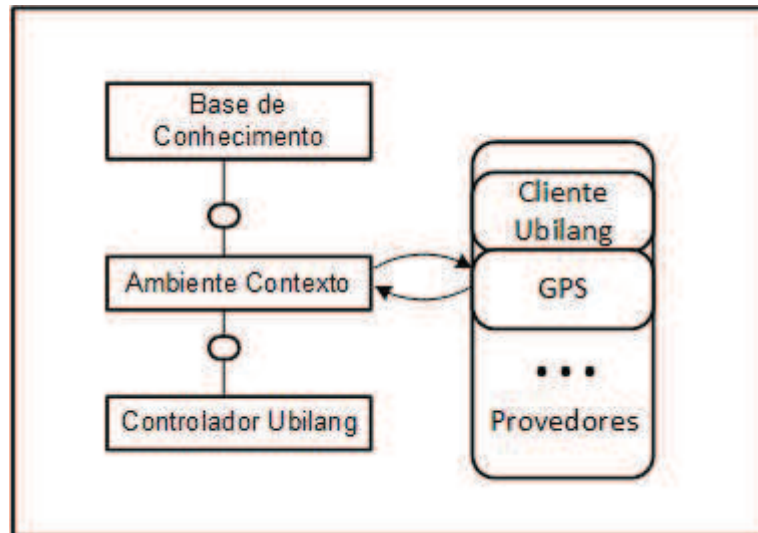 Base de
Conhecimento
Ambiente Contexto
Controlador Ubilang
Cliente
Ubilang
GPS
• • •
Provedores